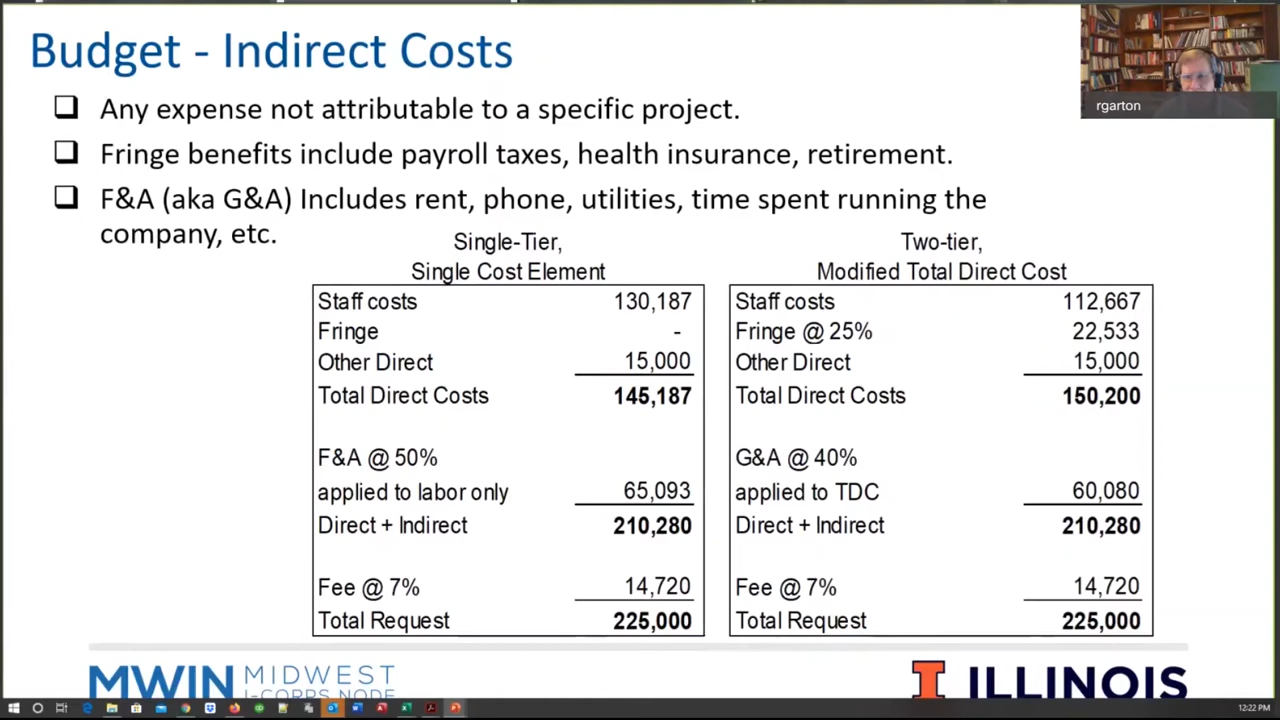 Budget - Indirect Costs
rgarton
Any expense not attributable to a specific project.
Fringe benefits include payroll taxes, health insurance, retirement.
F&A (aka G&A) Includes rent, phone, utilities, time spent running the
company, etc.
Single-Tier,
Single Cost Element
Staff costs 130,187
Fringe -
Other Direct 15,000
Total Direct Costs 145,187
F&A @ 50%
applied to labor only 65,093
Direct + Indirect 210,280
Fee @ 7% 14,720
Total Request 225,000
Two-tier,
Modified Total Direct Cost
Staff costs 112,667
Fringe @ 25% 22,533
Other Direct 15,000
Total Direct Costs 150,200
G&A @ 40%
applied to TDC 60,080
Direct + Indirect 210,280
Fee @ 7% 14,720
Total Request 225,000
MWIN MIDWEST
I-CORPS NODE
I ILLINOIS
12:22 PM